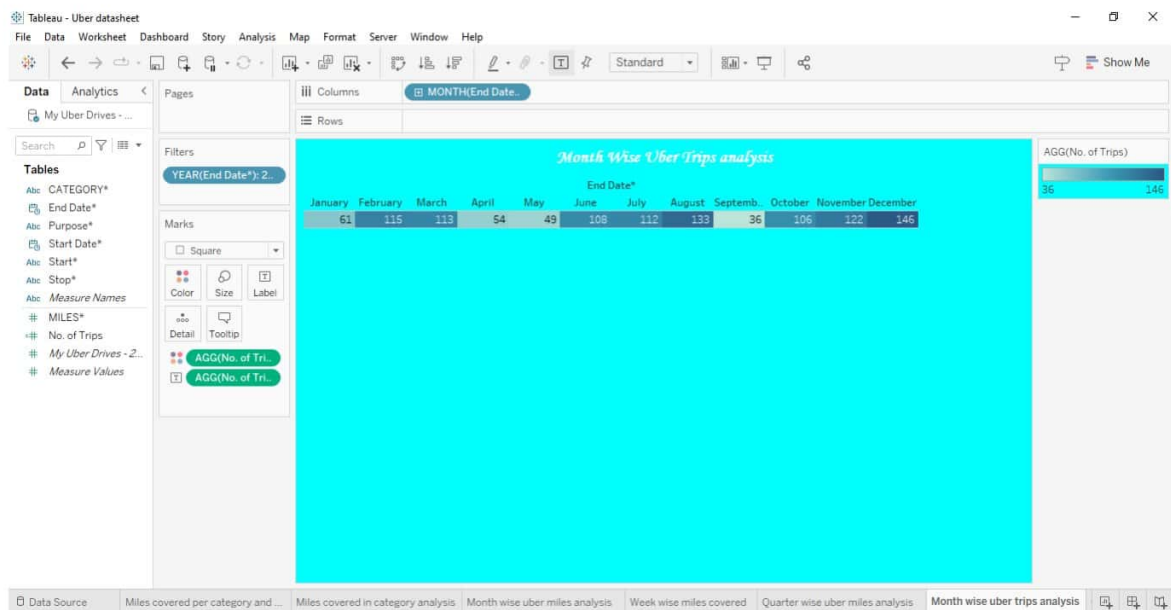 Tableau - Uber datasheet
File Data Worksheet Dashboard Story Analysis Map Format Server Window Help
Standard
Show Me
Data Analytics
Pages
iii Columns
MONTH(End Date..
My Uber Drives - ...
Rows
Search
Filters
Month Wise Uber Trips analysis
AGG(No. of Trips)
Tables
YEAR(End Date*): 2..
End Date*
36 146
Abc CATEGORY*
January February March April May June July August Septemb.. October November December
End Date*
61 115 113 54 49 108 112 133 36 106 122 146
Abc Purpose*
Marks
Start Date*
Square
Abc Start*
Abc Stop*
Color Size Label
Abc Measure Names
# MILES*
Detail Tooltip
=# No. of Trips
# My Uber Drives - 2...
AGG(No. of Tri..
# Measure Values
AGG(No. of Tri..
Data Source Miles covered per category and ... Miles covered in category analysis Month wise uber miles analysis Week wise miles covered Quarter wise uber miles analysis Month wise uber trips analysis